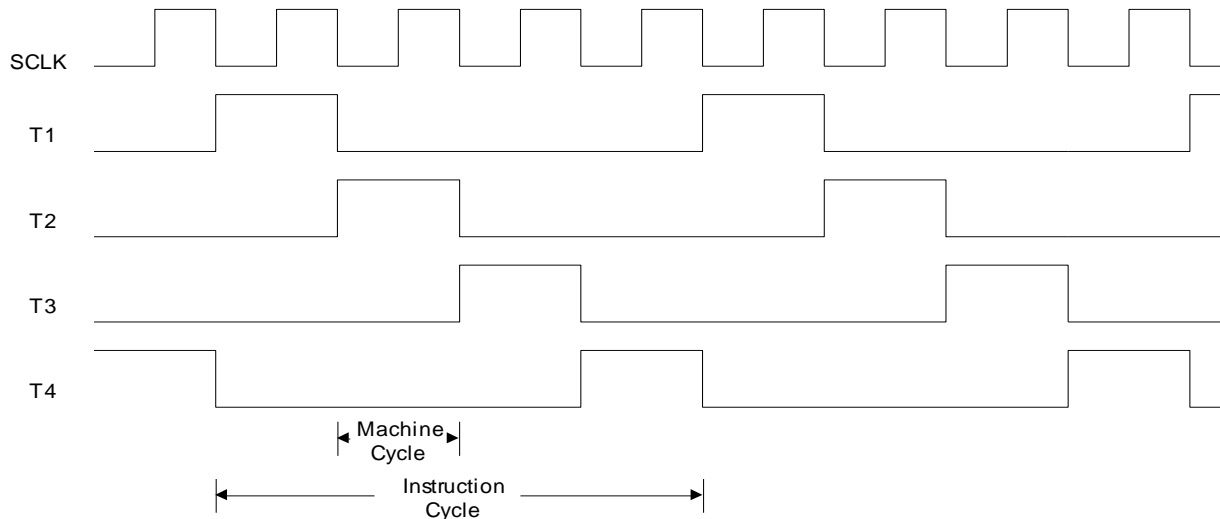 SCLK
T1
T2
T3
T4
Machine
Cycle
Instruction
Cycle